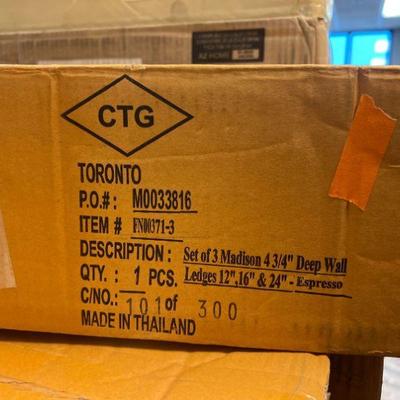 CTG
TORONTO
P.O.#: M0033816
ITEM # FN00371-3
DESCRIPTION: Set of 3 Madison 4 3/4" Deep Wall
QTY.: 1 PCS. Ledges 12",16" & 24" - Espresso
C/NO.: 101 of 300
MADE IN THAILAND